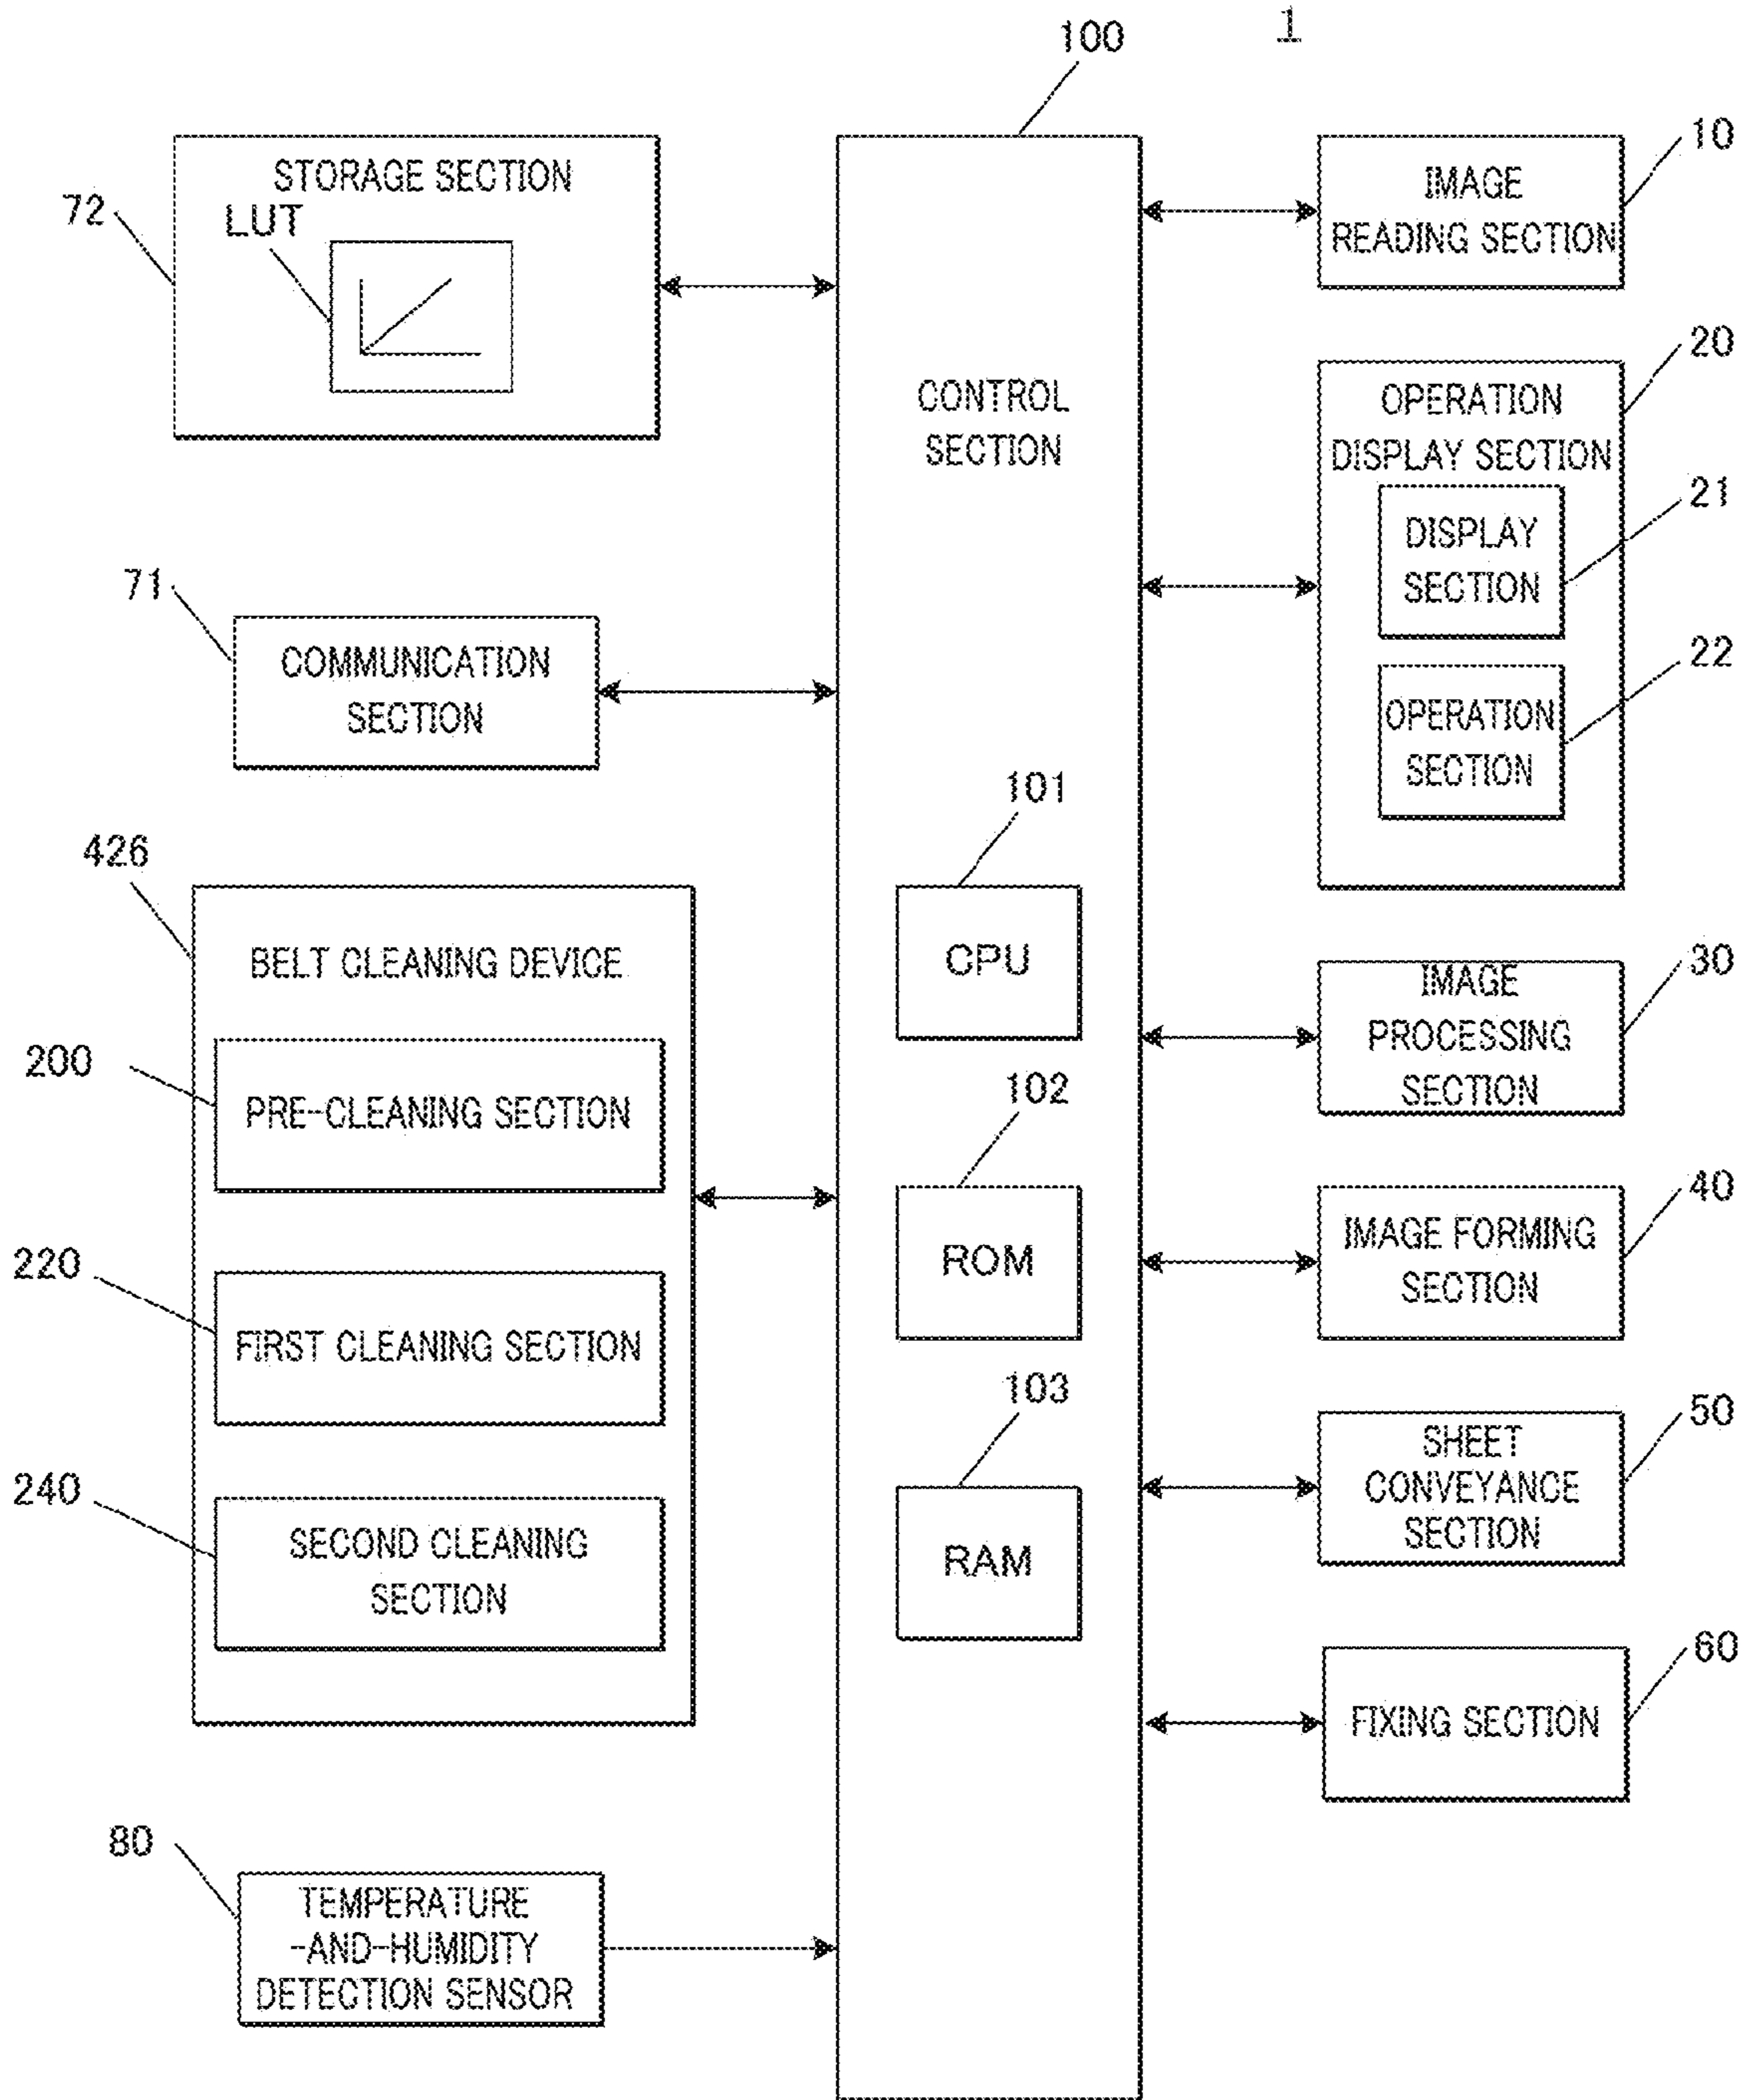 1
100
STORAGE SECTION
72
LUT
CONTROL
SECTION
10
IMAGE
READING SECTION
20
OPERATION
DISPLAY SECTION
21
DISPLAY
SECTION
22
OPERATION
SECTION
71
COMMUNICATION
SECTION
101
CPU
426
BELT CLEANING DEVICE
200
PRE-CLEANING SECTION
220
FIRST CLEANING SECTION
240
SECOND CLEANING
SECTION
102
ROM
103
RAM
30
IMAGE
PROCESSING
SECTION
40
IMAGE FORMING
SECTION
50
SHEET
CONVEYANCE
SECTION
60
FIXING SECTION
80
TEMPERATURE
-AND-HUMIDITY
DETECTION SENSOR